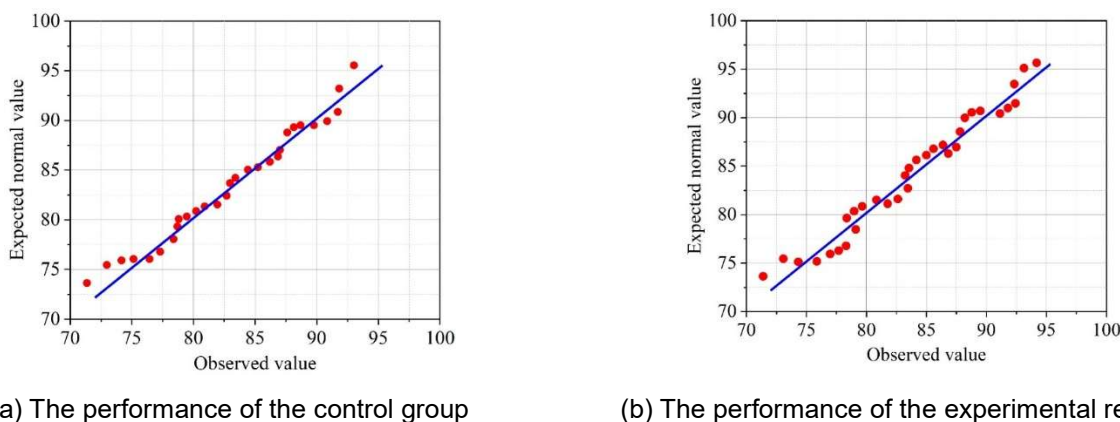 100
95
90
85
80
75
70
Expected normal value
70 75 80 85 90 95 100
Observed value
100
95
90
85
80
75
70
Expected normal value
70 75 80 85 90 95 100
Observed value
a) The performance of the control group
(b) The performance of the experimental re